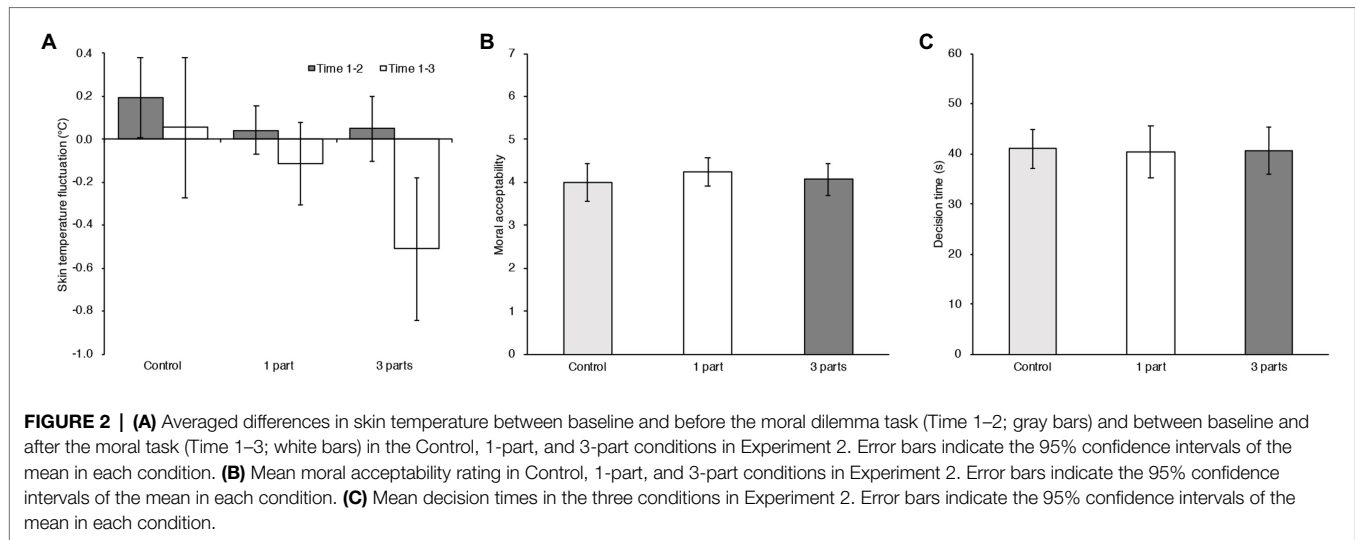 A
B
C
0.4
0.2
0.0
-0.2
-0.4
-0.6
-0.8
-1.0
Skin temperature fluctuation (°C)
Time 1-2
Time 1-3
Control
1 part
3 parts
7
6
5
4
3
2
1
0
Moral acceptability
Control
1 part
3 parts
60
50
40
30
20
10
0
Decision time (s)
Control
1 part
3 parts
FIGURE 2 | (A) Averaged differences in skin temperature between baseline and before the moral dilemma task (Time 1–2; gray bars) and between baseline and
after the moral task (Time 1–3; white bars) in the Control, 1-part, and 3-part conditions in Experiment 2. Error bars indicate the 95% confidence intervals of the
mean in each condition. (B) Mean moral acceptability rating in Control, 1-part, and 3-part conditions in Experiment 2. Error bars indicate the 95% confidence
intervals of the mean in each condition. (C) Mean decision times in the three conditions in Experiment 2. Error bars indicate the 95% confidence intervals of the
mean in each condition.